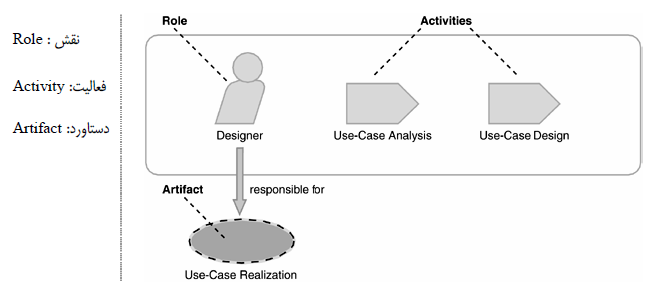 Role : نقش
Activity :فعالیت
Artifact :دستاورد
Role
Activities
Designer
Use-Case Analysis
Use-Case Design
Artifact
responsible for
Use-Case Realization